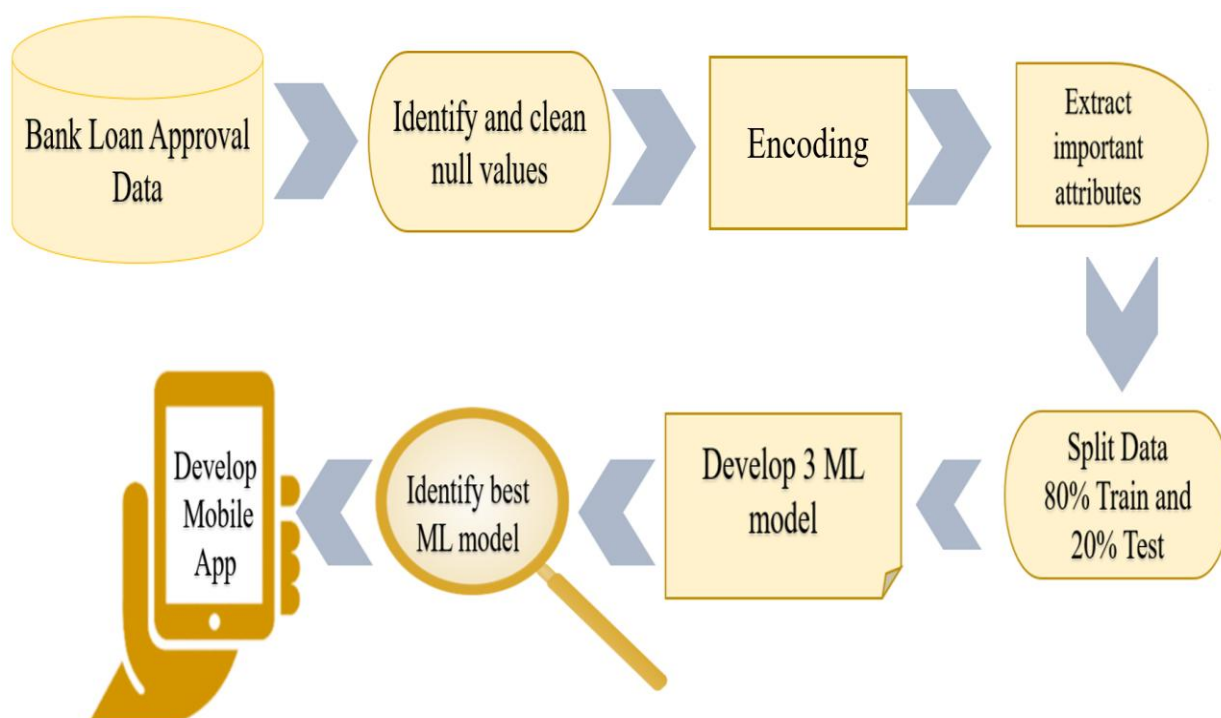 Bank Loan Approval
Data
Identify and clean
null values
Encoding
Extract
important
attributes
Split Data
80% Train and
20% Test
Develop 3 ML
model
Identify best
ML model
Develop
Mobile
App